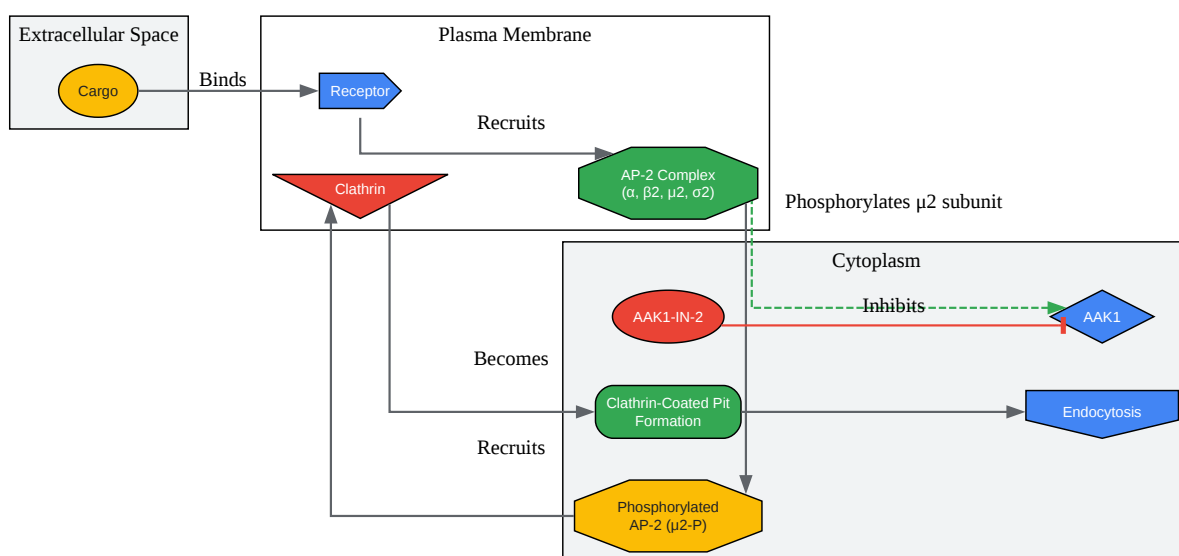 Extracellular Space
Plasma Membrane
Cargo
Binds
Receptor
Recruits
Clathrin
AP-2 Complex
(α, β2, μ2, σ2)
Phosphorylates μ2 subunit
Cytoplasm
AAK1-IN-2
Inhibits
AAK1
Becomes
Clathrin-Coated Pit
Formation
Endocytosis
Recruits
Phosphorylated
AP-2 (μ2-P)